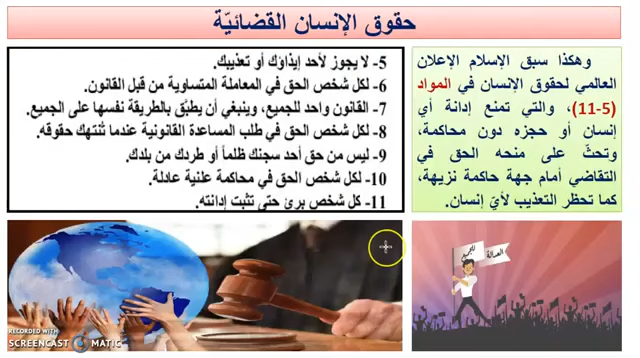 حقوق الإنسان القضائيّة
وهكذا سبق الإسلام الإعلان
العالمي لحقوق الإنسان في المواد
(5-11)، والتي تمنع إدانة أي
إنسان أو حجزه دون محاكمة،
وتحثّ على منحه الحق في
التقاضي أمام جهة حاكمة نزيهة،
كما تحظر التعذيب لأيّ إنسان.
5- لا يجوز لأحد إيذاؤك أو تعذيبك.
6- لكل شخص الحق في المعاملة المتساوية من قبل القانون.
7- القانون واحد للجميع، وينبغي أن يطبَّق بالطريقة نفسها على الجميع.
8- لكل شخص الحق في طلب المساعدة القانونية عندما تُنتهك حقوقه.
9- ليس من حق أحد سجنك ظلماً أو طردك من بلدك.
10- لكل شخص الحق في محاكمة علنية عادلة.
11- كل شخص برئ حتى تثبت إدانته.
العدالة
RECORDED WITH
SCREENCAST MATIC